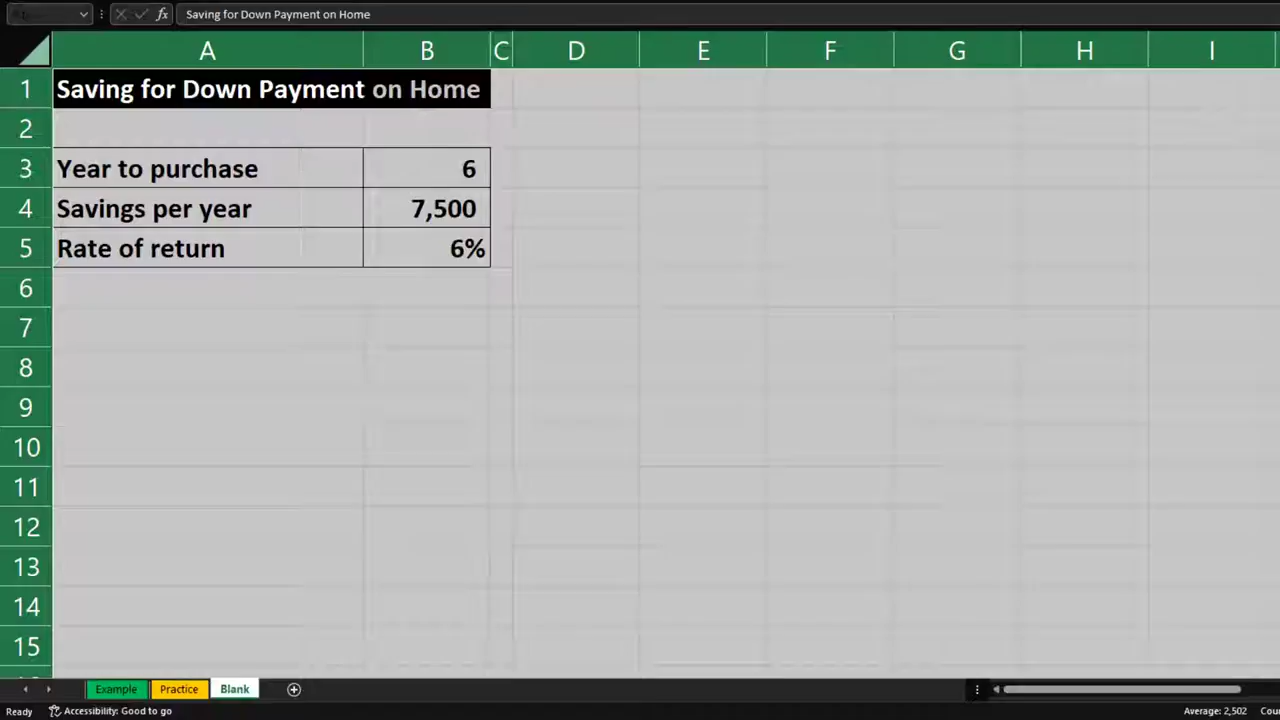 Saving for Down Payment on Home
A B C D E F G H I
1 Saving for Down Payment on Home
2
3 Year to purchase 6
4 Savings per year 7,500
5 Rate of return 6%
6
7
8
9
10
11
12
13
14
15
Example Practice Blank
Ready Accessibility: Good to go Average: 2,502 Cou